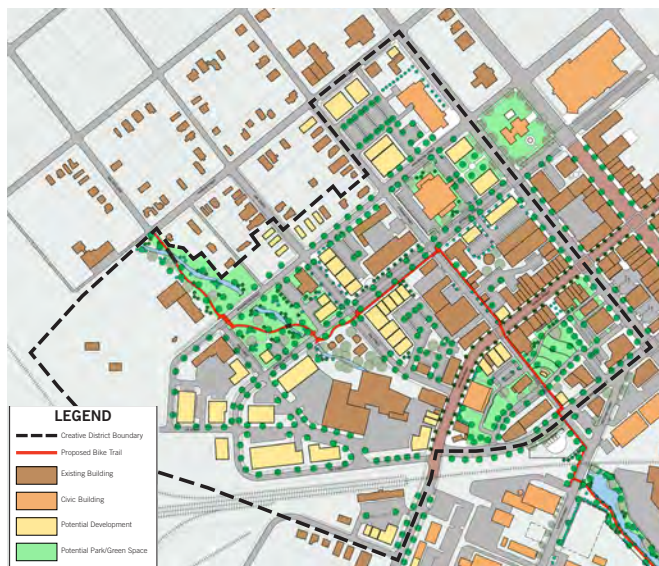 LEGEND
Creative District Boundary
Proposed Bike Trail
Existing Building
Civic Building
Potential Development
Potential Park/Green Space